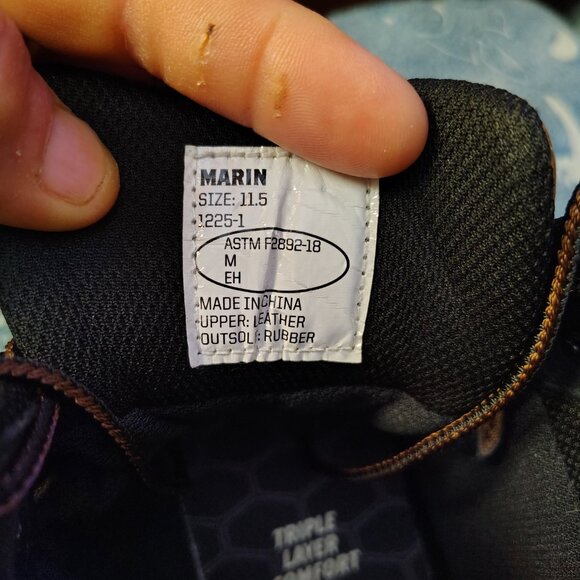 MARIN
SIZE: 11.5
1225-1
ASTM F2892-18
M
EH
MADE IN CHINA
UPPER: LEATHER
OUTSOLE: RUBBER
TRIPLE
LAYER
COMFORT